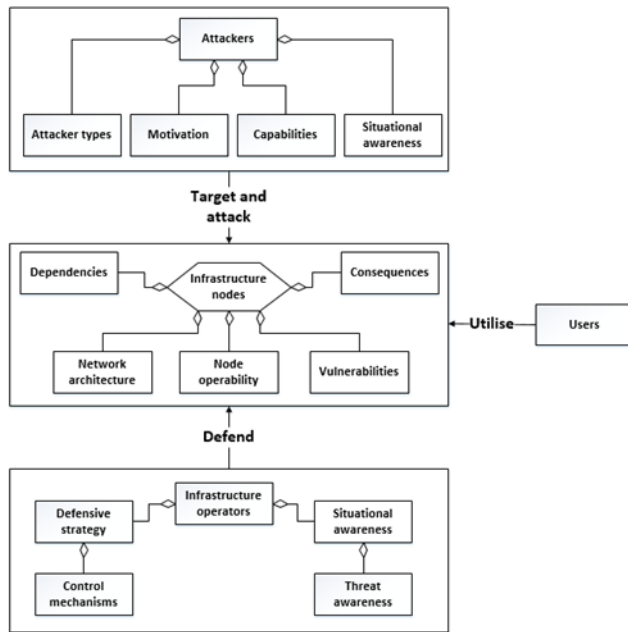 Attackers
Attacker types
Motivation
Capabilities
Situational
awareness
Target and
attack
Dependencies
Infrastructure
nodes
Consequences
Network
architecture
Node
operability
Vulnerabilities
Utilise
Users
Defend
Infrastructure
operators
Defensive
strategy
Situational
awareness
Control
mechanisms
Threat
awareness